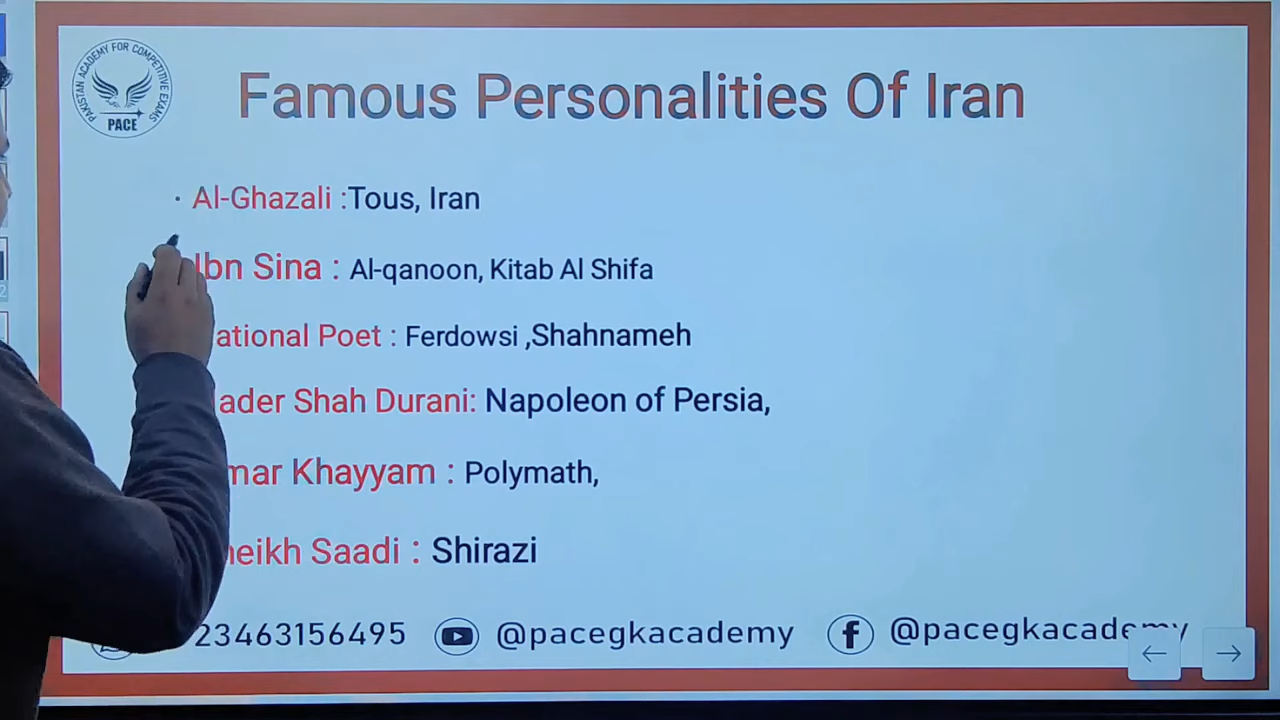 PAKISTAN ACADEMY FOR COMPETITIVE EXAMS
PACE
Famous Personalities Of Iran
· Al-Ghazali :Tous, Iran
Ibn Sina : Al-qanoon, Kitab Al Shifa
ational Poet : Ferdowsi ,Shahnameh
ader Shah Durani: Napoleon of Persia,
mar Khayyam : Polymath,
heikh Saadi : Shirazi
23463156495 @pacegkacademy @pacegkacademy